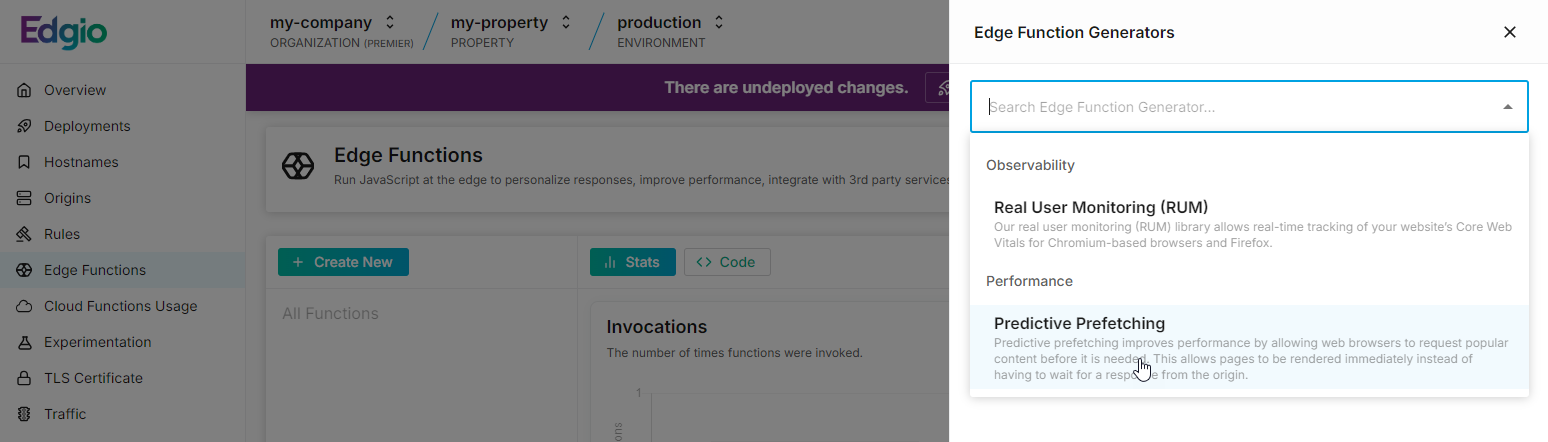 Edgio
my-company
ORGANIZATION (PREMIER)
my-property
PROPERTY
production
ENVIRONMENT
Overview
Deployments
Hostnames
Origins
Rules
Edge Functions
Cloud Functions Usage
Experimentation
TLS Certificate
Traffic
There are undeployed changes.
Edge Functions
Run JavaScript at the edge to personalize responses, improve performance, integrate with 3rd party services
Create New
All Functions
Stats
Code
Invocations
The number of times functions were invoked.
1
Edge Function Generators
Search Edge Function Generator...
Observability
Real User Monitoring (RUM)
Our real user monitoring (RUM) library allows real-time tracking of your website's Core Web
Vitals for Chromium-based browsers and Firefox.
Performance
Predictive Prefetching
Predictive prefetching improves performance by allowing web browsers to request popular
content before it is needed. This allows pages to be rendered immediately instead of
having to wait for a response from the origin.